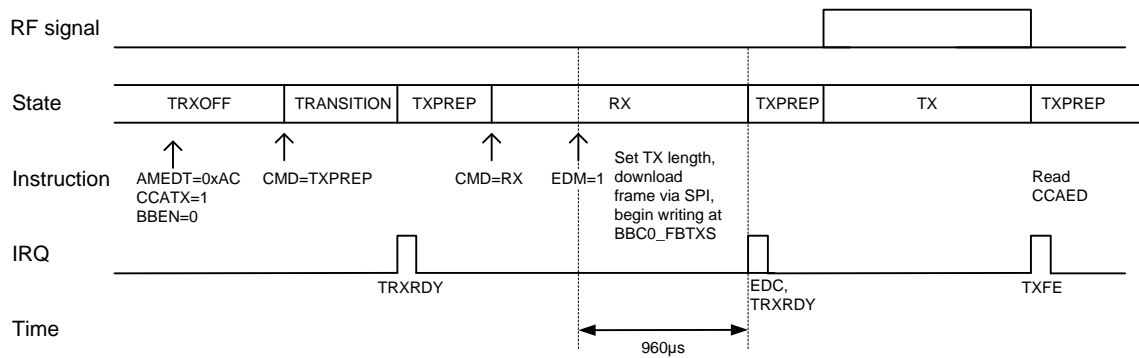 RF signal
State
TRXOFF
TRANSITION
TXPREP
RX
TXPREP
TX
TXPREP
Instruction
AMEDT=0xAC
CCATX=1
BBEN=0
CMD=TXPREP
CMD=RX
EDM=1
Set TX length,
download
frame via SPI,
begin writing at
BBC0_FBTXS
Read
CCAED
IRQ
TRXRDY
EDC,
TRXRDY
TXFE
Time
960µs